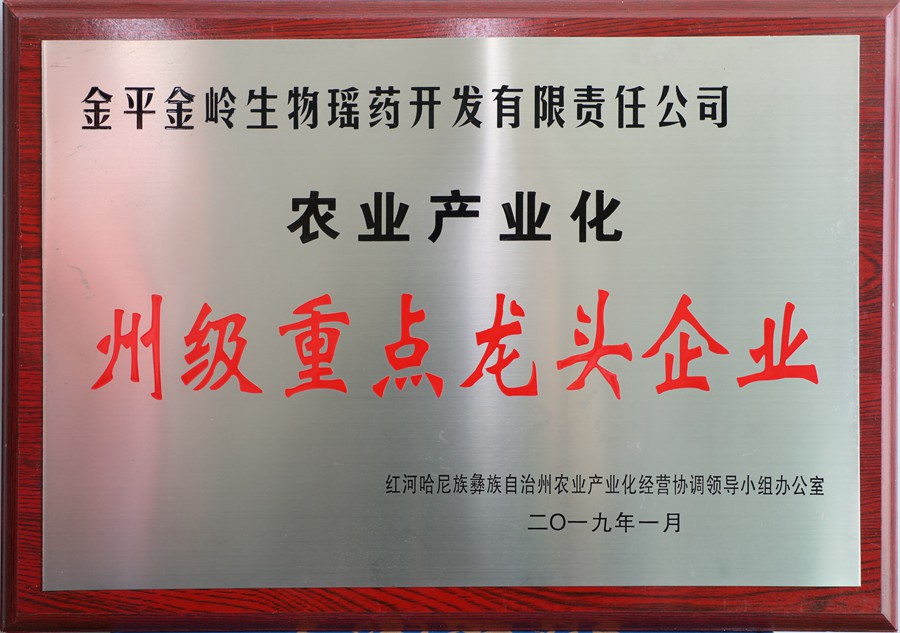 金平金岭生物瑶药开发有限责任公司
农业产业化
州级重点龙头企业
红河哈尼族彝族自治州农业产业化经营协调领导小组办公室
二〇一九年一月